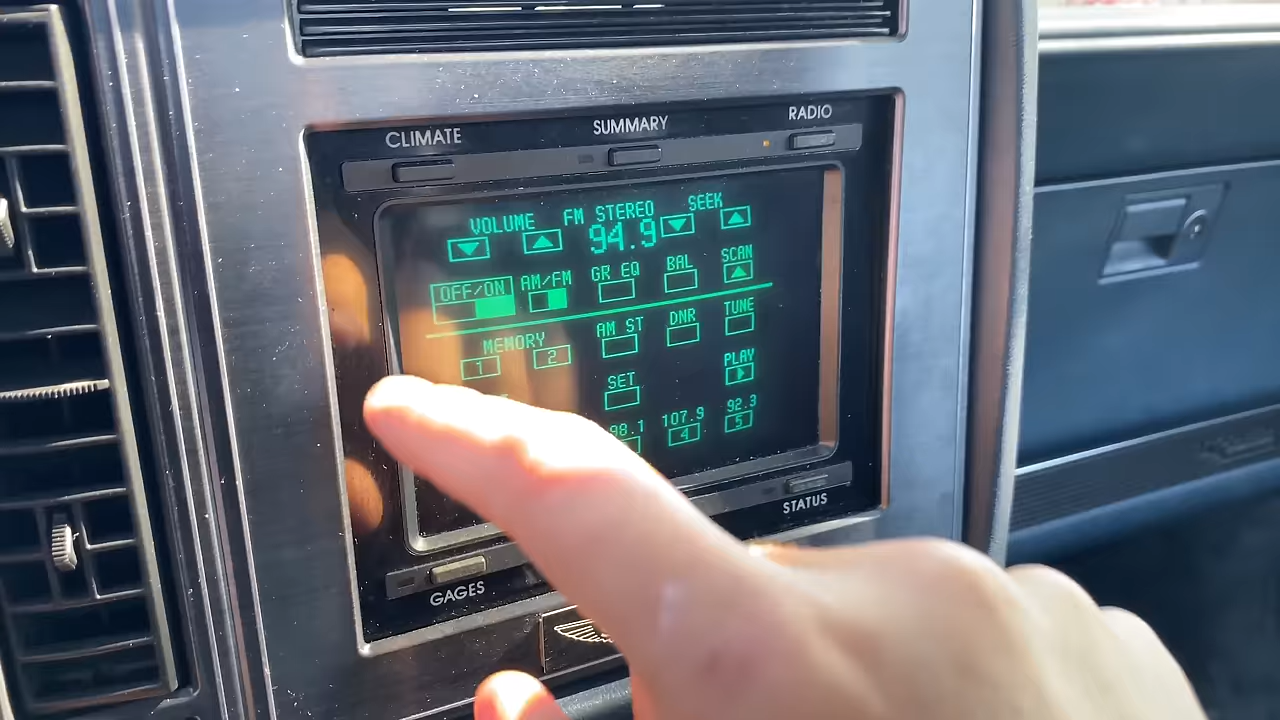 CLIMATE SUMMARY RADIO
VOLUME FM STEREO SEEK
94.9
OFF/ON AM/FM GR EQ BAL SCAN
MEMORY AM ST DNR TUNE
1 2
SET PLAY
98.1 107.9 92.3
4 5
GAGES STATUS